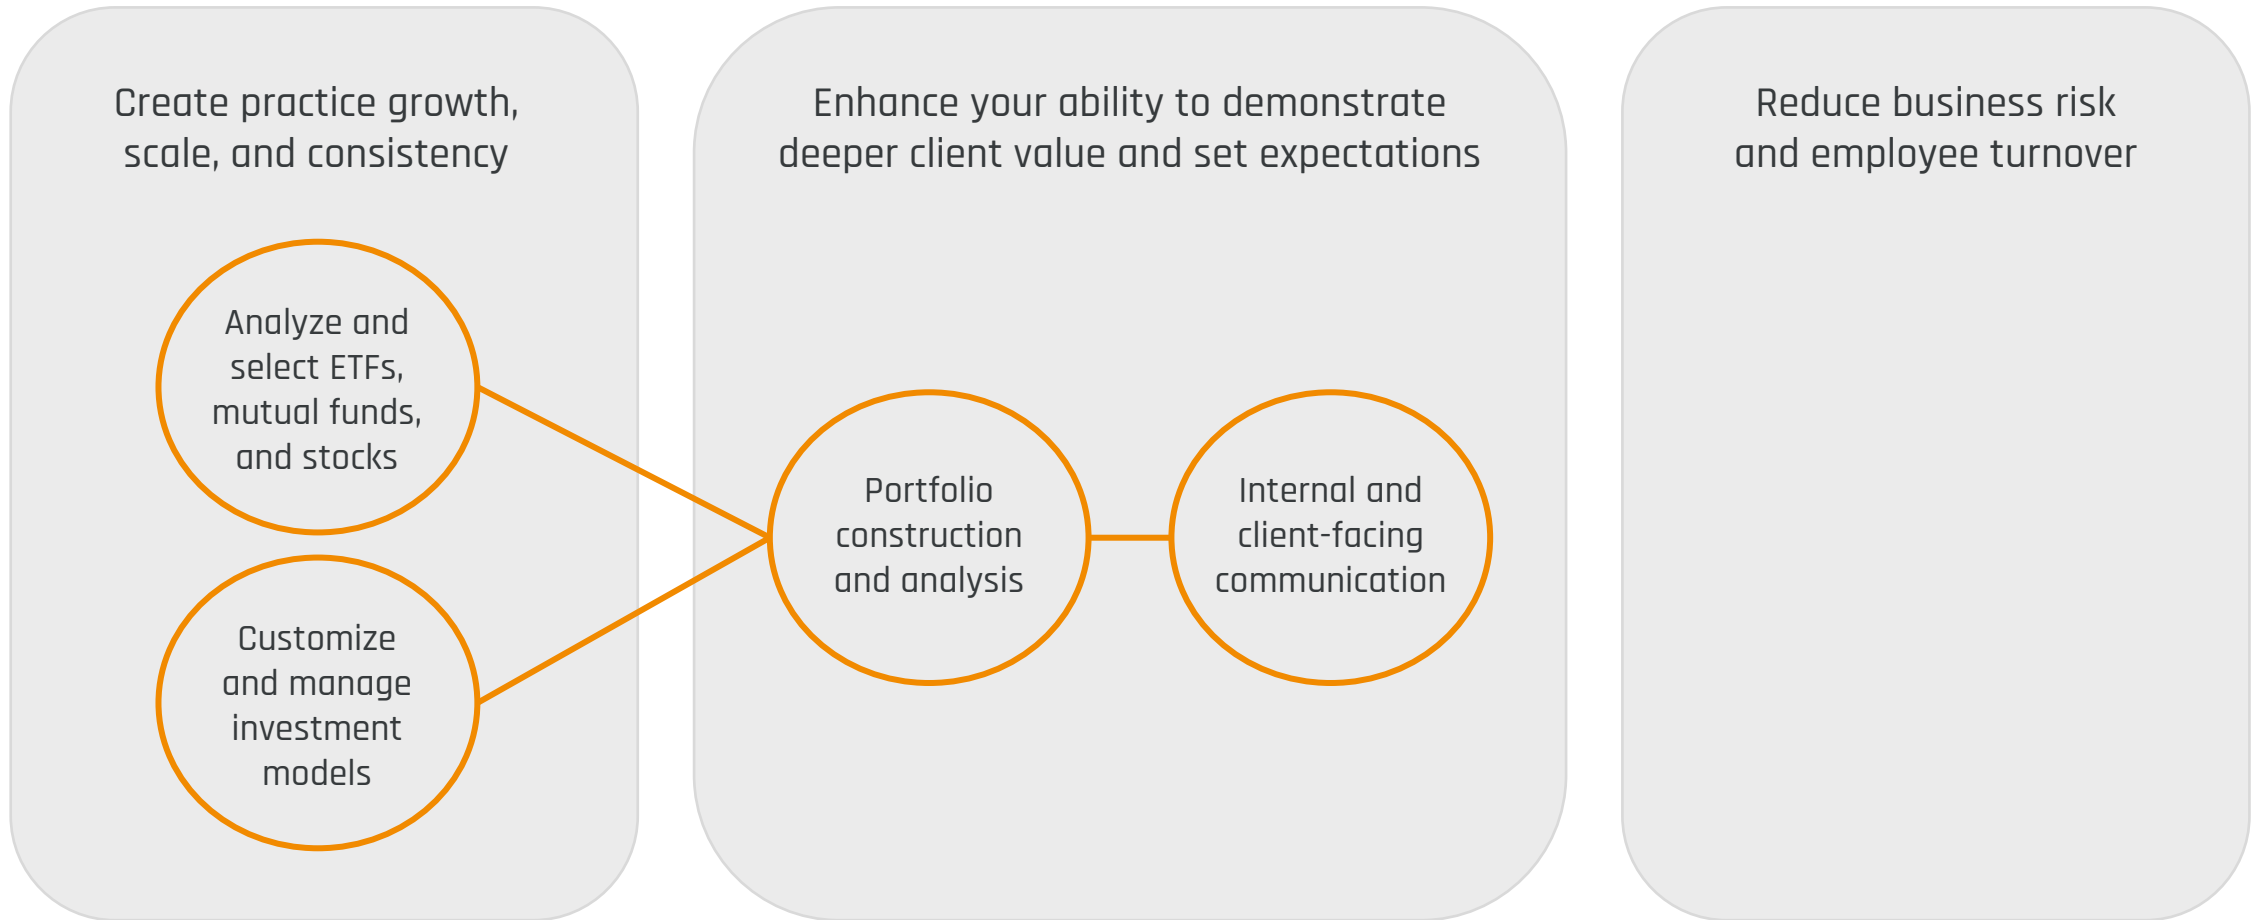 Create practice growth,
scale, and consistency
Analyze and
select ETFs,
mutual funds,
and stocks
Customize
and manage
investment
models
Enhance your ability to demonstrate
deeper client value and set expectations
Portfolio
construction
and analysis
Internal and
client-facing
communication
Reduce business risk
and employee turnover